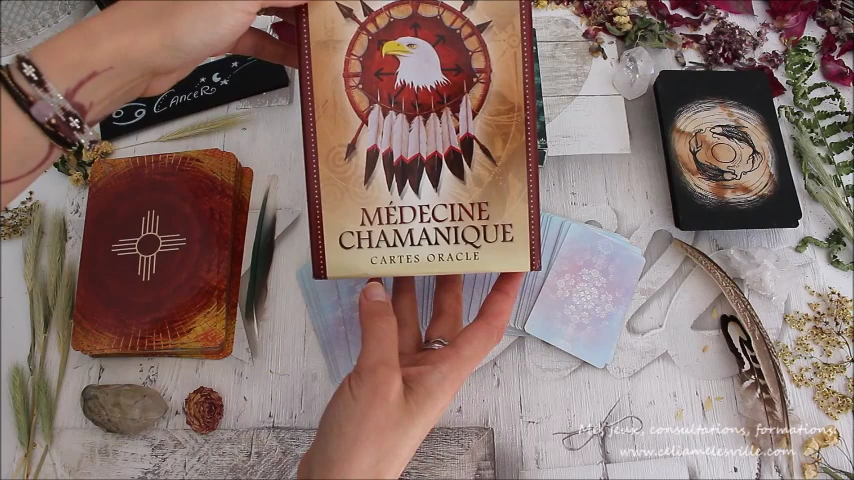 CANCER
MÉDECINE
CHAMANIQUE
CARTES ORACLE
Mes jeux, consultations, formations
www.celiamelesville.com